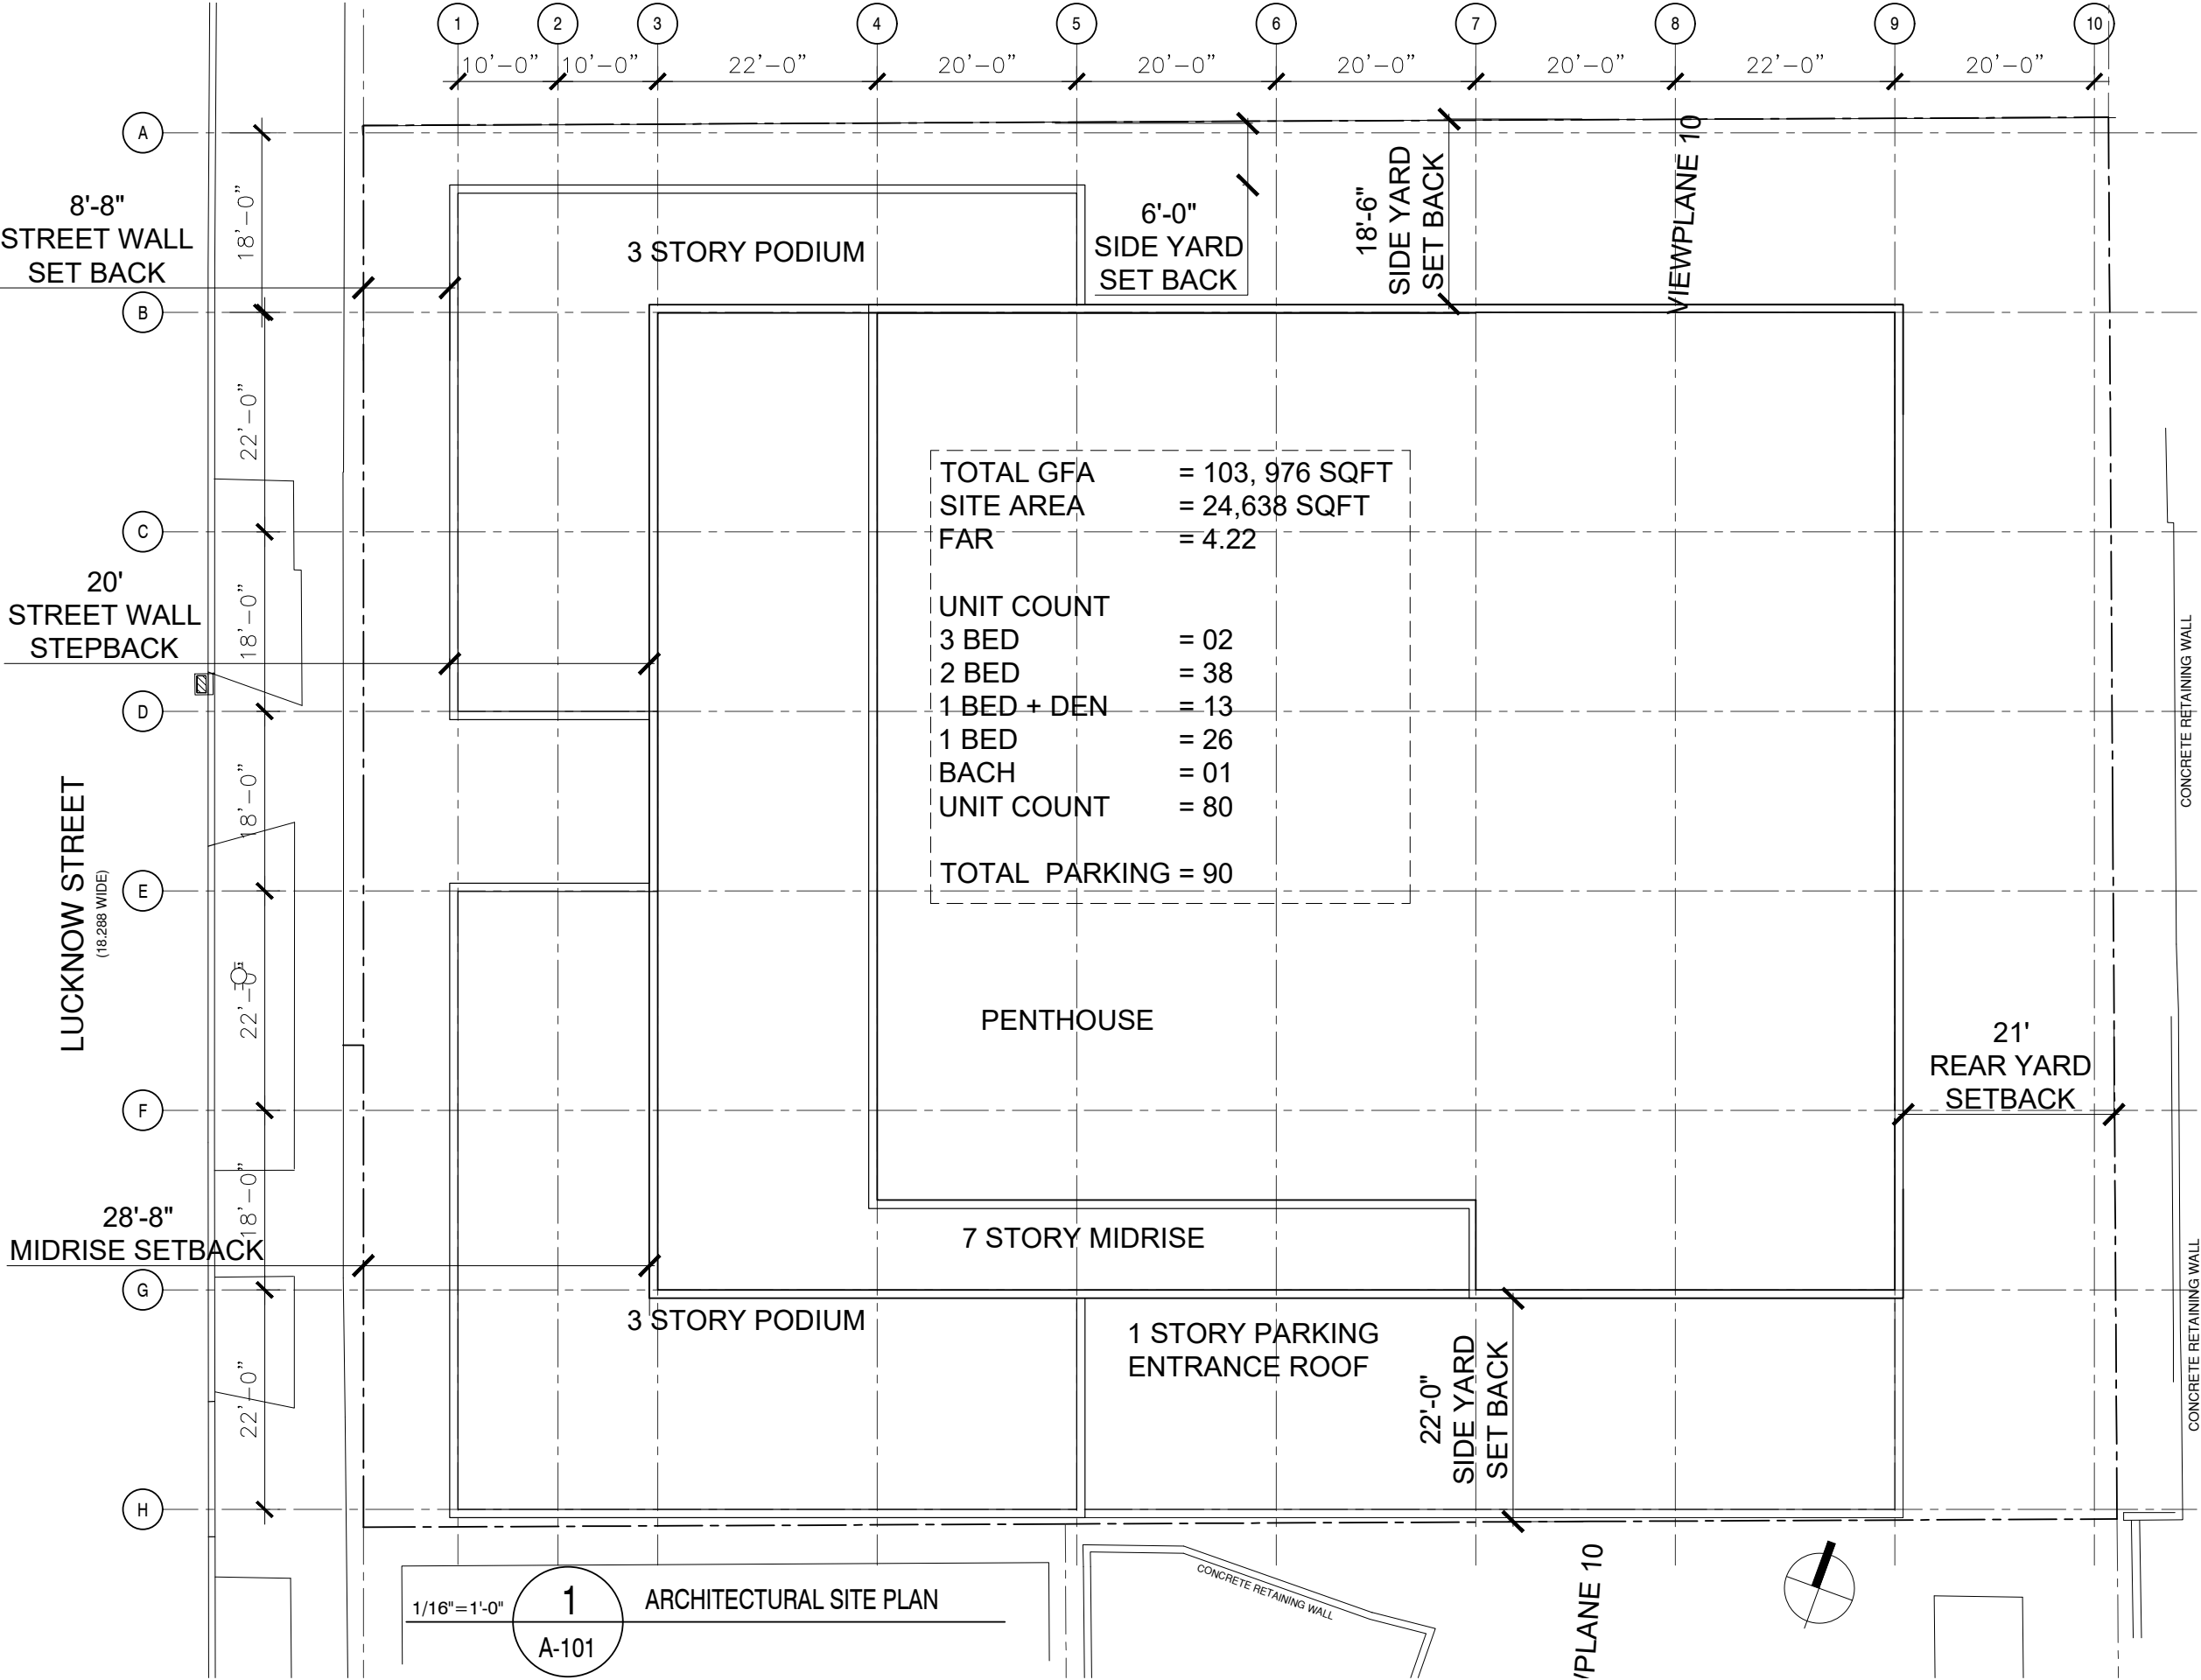 1 2 3 4 5 6 7 8 9 10
10'-0" 10'-0" 22'-0" 20'-0" 20'-0" 20'-0" 20'-0" 22'-0" 20'-0"
A
18'-0"
8'-8"
STREET WALL
SET BACK
B
3 STORY PODIUM
6'-0"
SIDE YARD
SET BACK
18'-6"
SIDE YARD
SET BACK
VIEWPLANE 10
22'-0"
C
TOTAL GFA = 103, 976 SQFT
SITE AREA = 24,638 SQFT
FAR = 4.22
UNIT COUNT
3 BED = 02
2 BED = 38
1 BED + DEN = 13
1 BED = 26
BACH = 01
UNIT COUNT = 80
TOTAL PARKING = 90
20'
STREET WALL
STEPBACK
18'-0"
D
18'-0"
CONCRETE RETAINING WALL
LUCKNOW STREET
(18.288 WIDE)
E
22'-0"
PENTHOUSE
21'
REAR YARD
SETBACK
F
18'-0"
28'-8"
MIDRISE SETBACK
7 STORY MIDRISE
G
3 STORY PODIUM
1 STORY PARKING
ENTRANCE ROOF
22'-0"
SIDE YARD
SET BACK
CONCRETE RETAINING WALL
22'-0"
H
1/16"=1'-0"
1
A-101
ARCHITECTURAL SITE PLAN
CONCRETE RETAINING WALL
PLANE 10